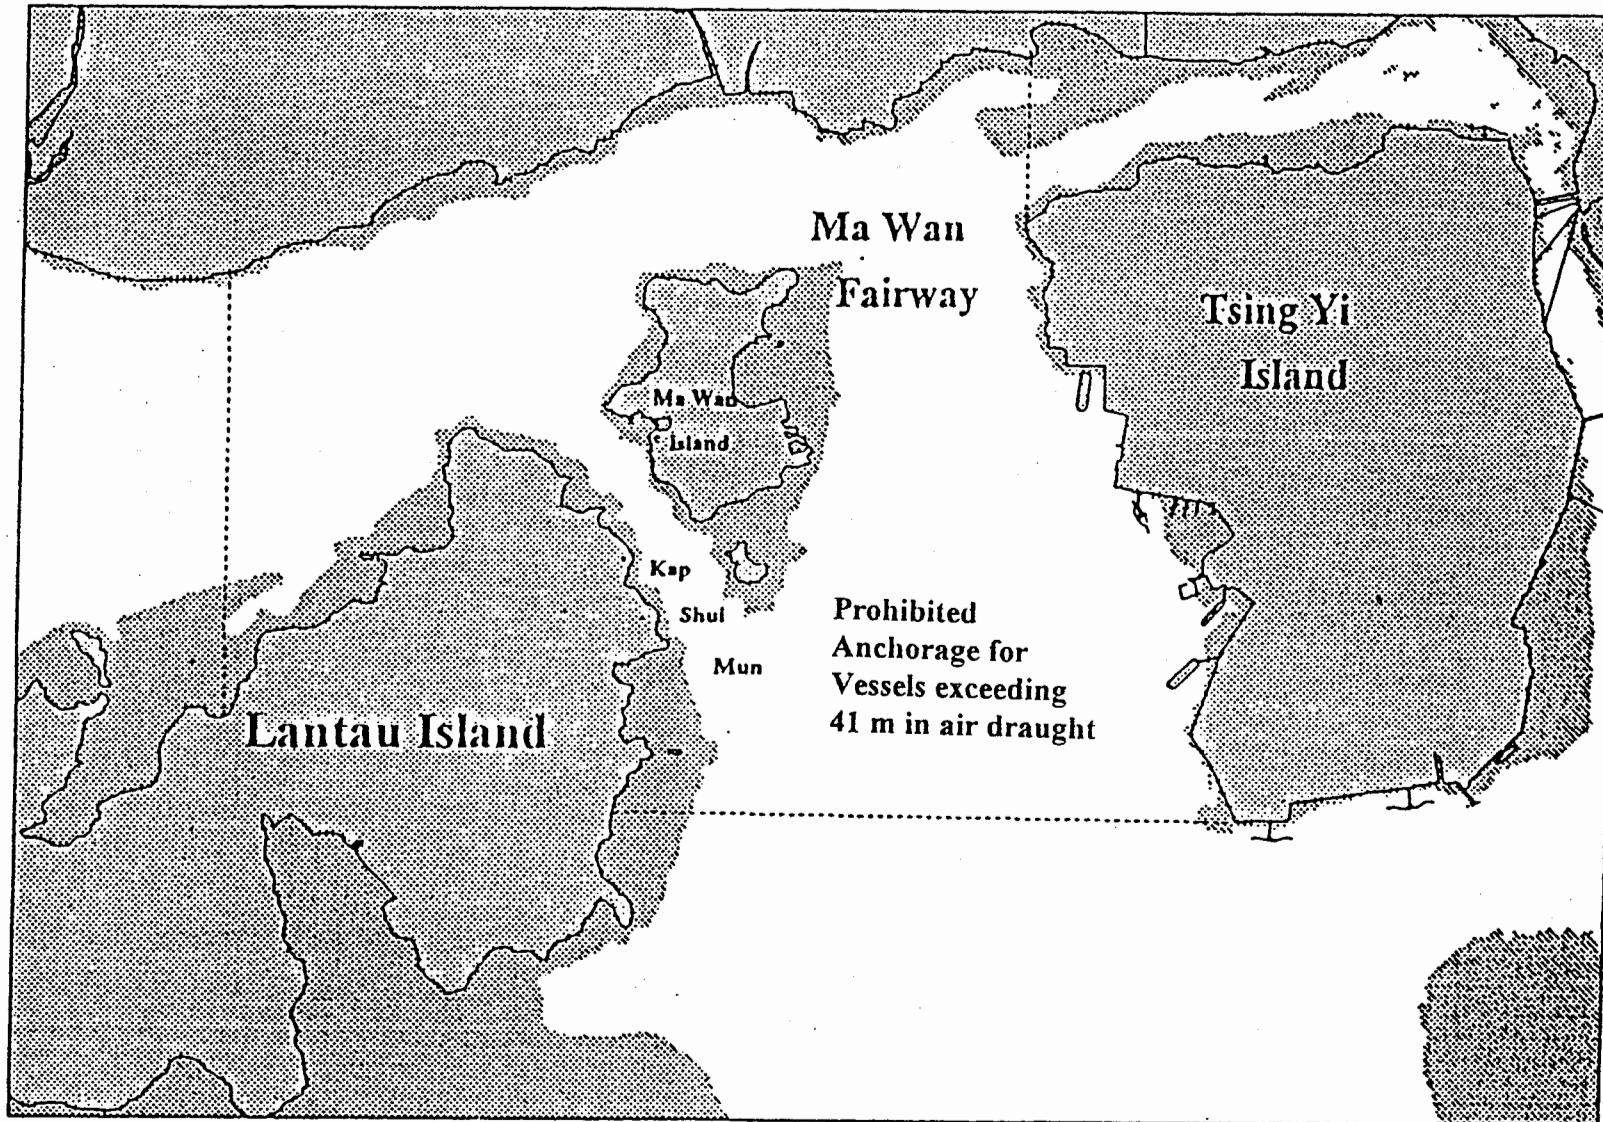 Ma Wan
Fairway
Tsing Yi
Island
Ma Wan
Island
Kap
Shui
Mun
Prohibited
Anchorage for
Vessels exceeding
41 m in air draught
Lantau Island